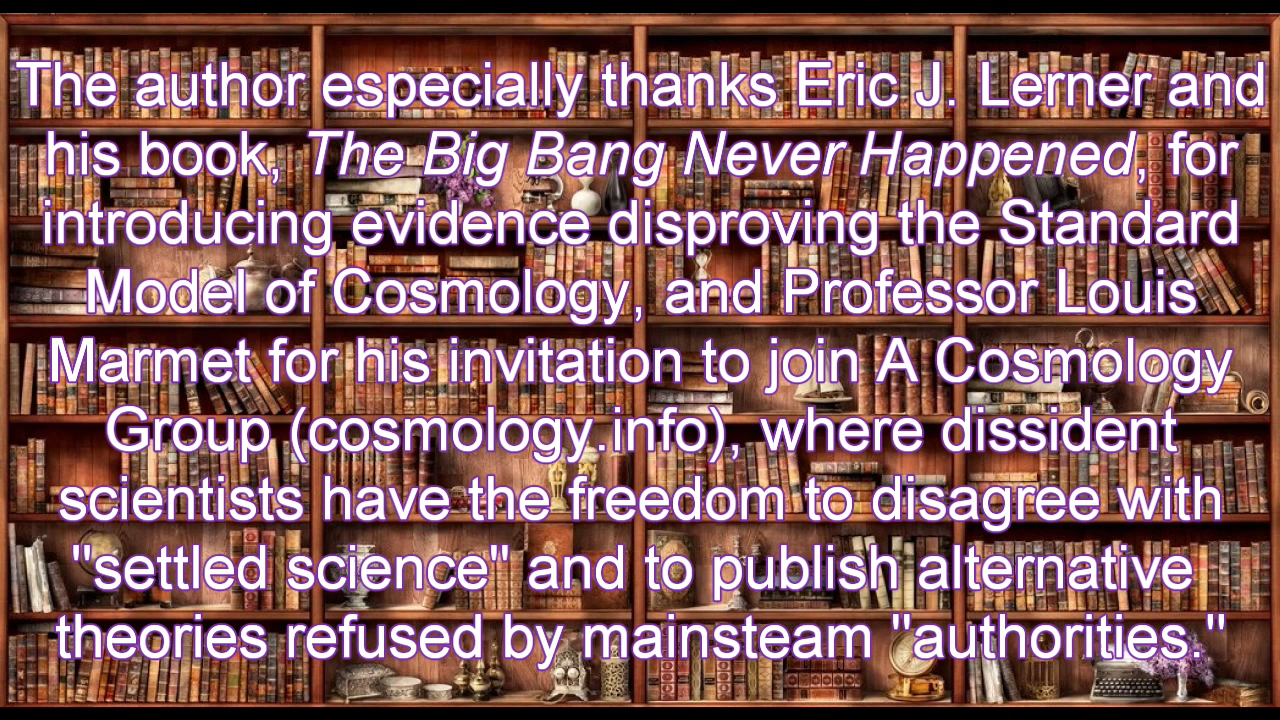 The author especially thanks Eric J. Lerner and
his book, The Big Bang Never Happened, for
introducing evidence disproving the Standard
Model of Cosmology, and Professor Louis
Marmet for his invitation to join A Cosmology
Group (cosmology.info), where dissident
scientists have the freedom to disagree with
"settled science" and to publish alternative
theories refused by mainsteam "authorities."